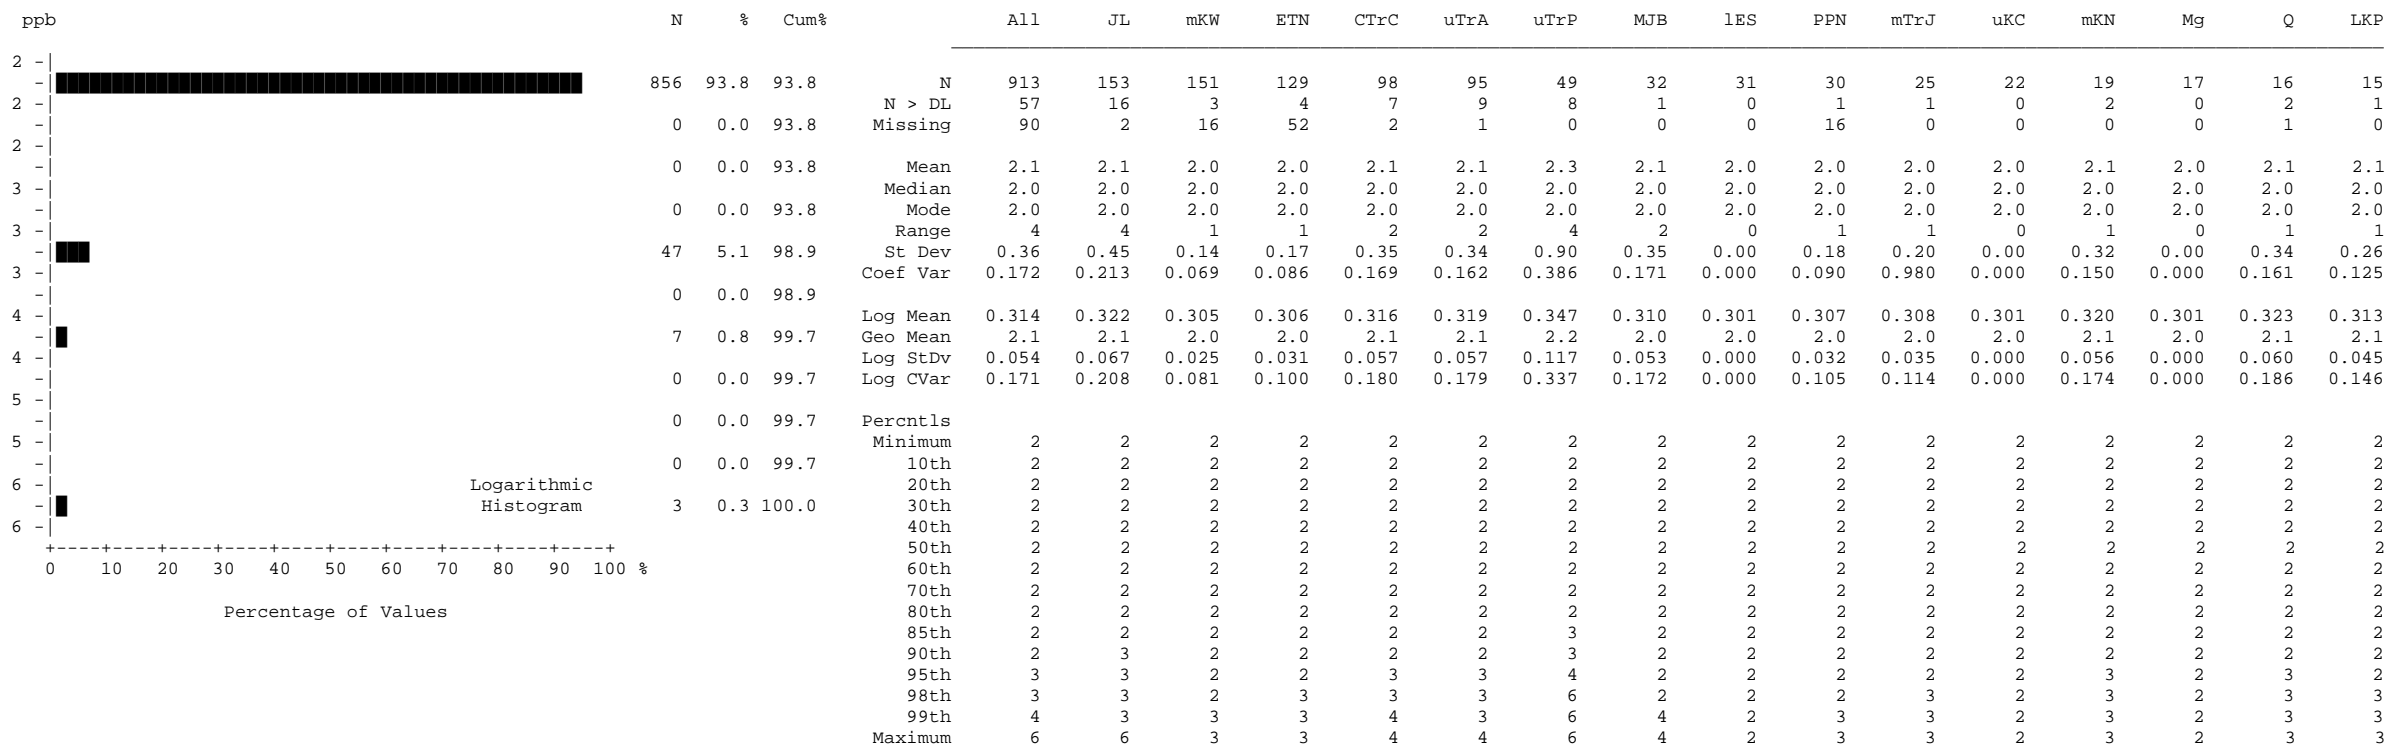 ppb N % Cum% All JL mKW ETN CTrC uTrA uTrP MJB lES PPN mTrJ uKC mKN Mg Q LKP
2 -|
-| 856 93.8 93.8 N 913 153 151 129 98 95 49 32 31 30 25 22 19 17 16 15
2 -| N > DL 57 16 3 4 7 9 8 1 0 1 1 0 2 0 2 1
-| 0 0.0 93.8 Missing 90 2 16 52 2 1 0 0 0 16 0 0 0 0 1 0
2 -|
-| 0 0.0 93.8 Mean 2.1 2.1 2.0 2.0 2.1 2.1 2.3 2.1 2.0 2.0 2.0 2.0 2.1 2.0 2.1 2.1
3 -| Median 2.0 2.0 2.0 2.0 2.0 2.0 2.0 2.0 2.0 2.0 2.0 2.0 2.0 2.0 2.0 2.0
-| 0 0.0 93.8 Mode 2.0 2.0 2.0 2.0 2.0 2.0 2.0 2.0 2.0 2.0 2.0 2.0 2.0 2.0 2.0 2.0
3 -| Range 4 4 1 1 2 2 4 2 0 1 1 0 1 0 1 1
-| 47 5.1 98.9 St Dev 0.36 0.45 0.14 0.17 0.35 0.34 0.90 0.35 0.00 0.18 0.20 0.00 0.32 0.00 0.34 0.26
3 -| Coef Var 0.172 0.213 0.069 0.086 0.169 0.162 0.386 0.171 0.000 0.090 0.980 0.000 0.150 0.000 0.161 0.125
-| 0 0.0 98.9
4 -| Log Mean 0.314 0.322 0.305 0.306 0.316 0.319 0.347 0.310 0.301 0.307 0.308 0.301 0.320 0.301 0.323 0.313
-| 7 0.8 99.7 Geo Mean 2.1 2.1 2.0 2.0 2.1 2.1 2.2 2.0 2.0 2.0 2.0 2.0 2.1 2.0 2.1 2.1
4 -| Log StDv 0.054 0.067 0.025 0.031 0.057 0.057 0.117 0.053 0.000 0.032 0.035 0.000 0.056 0.000 0.060 0.045
-| 0 0.0 99.7 Log CVar 0.171 0.208 0.081 0.100 0.180 0.179 0.337 0.172 0.000 0.105 0.114 0.000 0.174 0.000 0.186 0.146
5 -|
-| 0 0.0 99.7 Percntls
5 -| Minimum 2 2 2 2 2 2 2 2 2 2 2 2 2 2 2 2
-| 0 0.0 99.7 10th 2 2 2 2 2 2 2 2 2 2 2 2 2 2 2 2
6 -| Logarithmic 20th 2 2 2 2 2 2 2 2 2 2 2 2 2 2 2 2
-| Histogram 3 0.3 100.0 30th 2 2 2 2 2 2 2 2 2 2 2 2 2 2 2 2
6 -| 40th 2 2 2 2 2 2 2 2 2 2 2 2 2 2 2 2
+----+----+----+----+----+----+----+----+----+----+ 50th 2 2 2 2 2 2 2 2 2 2 2 2 2 2 2 2
0 10 20 30 40 50 60 70 80 90 100 % 60th 2 2 2 2 2 2 2 2 2 2 2 2 2 2 2 2
70th 2 2 2 2 2 2 2 2 2 2 2 2 2 2 2 2
Percentage of Values 80th 2 2 2 2 2 2 2 2 2 2 2 2 2 2 2 2
85th 2 2 2 2 2 2 3 2 2 2 2 2 2 2 2 2
90th 2 3 2 2 2 2 3 2 2 2 2 2 2 2 2 2
95th 3 3 2 2 3 3 4 2 2 2 2 2 3 2 3 2
98th 3 3 2 3 3 3 6 2 2 2 3 2 3 2 3 3
99th 4 3 3 3 4 3 6 4 2 3 3 2 3 2 3 3
Maximum 6 6 3 3 4 4 6 4 2 3 3 2 3 2 3 3